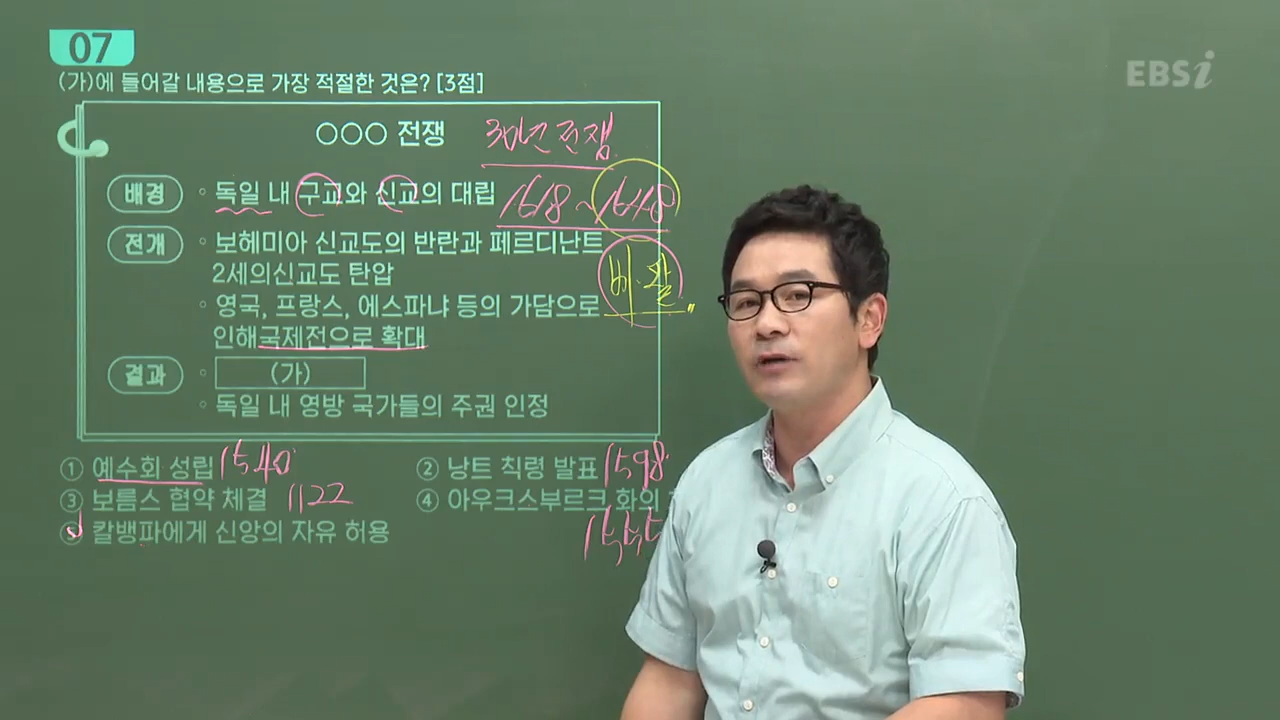 07
EBSi
(가)에 들어갈 내용으로 가장 적절한 것은? [3점]
○○○ 전쟁 30년 전쟁
배경 ◦ 독일 내 구교와 신교의 대립 1618~1648
전개 ◦ 보헤미아 신교도의 반란과 페르디난트
2세의신교도 탄압
베·활
◦ 영국, 프랑스, 에스파냐 등의 가담으로
인해국제전으로 확대
결과 ◦ (가)
◦ 독일 내 영방 국가들의 주권 인정
① 예수회 성립 1540 ② 낭트 칙령 발표 1598
③ 보름스 협약 체결 1122 ④ 아우크스부르크 화의
⑤ 칼뱅파에게 신앙의 자유 허용 1555